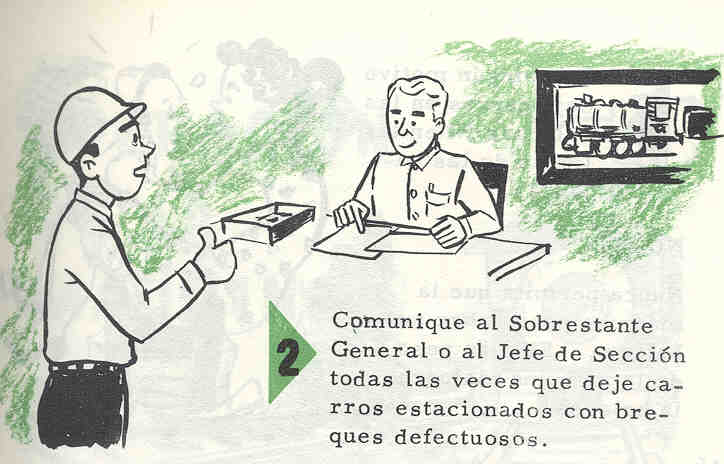 2
Comunique al Sobrestante
General o al Jefe de Sección
todas las veces que deje ca-
rros estacionados con bre-
ques defectuosos.